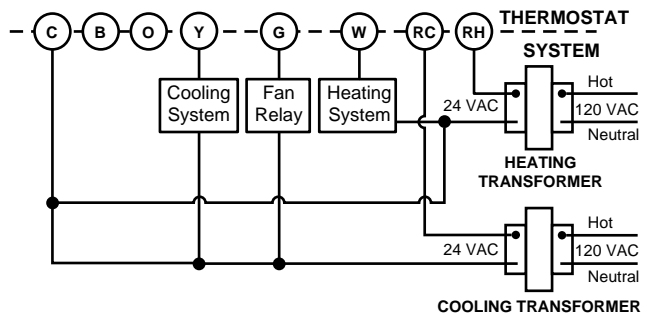 THERMOSTAT
C B O Y G W RC RH
SYSTEM
Cooling
System
Fan
Relay
Heating
System
24 VAC
Hot
120 VAC
Neutral
HEATING
TRANSFORMER
24 VAC
Hot
120 VAC
Neutral
COOLING TRANSFORMER